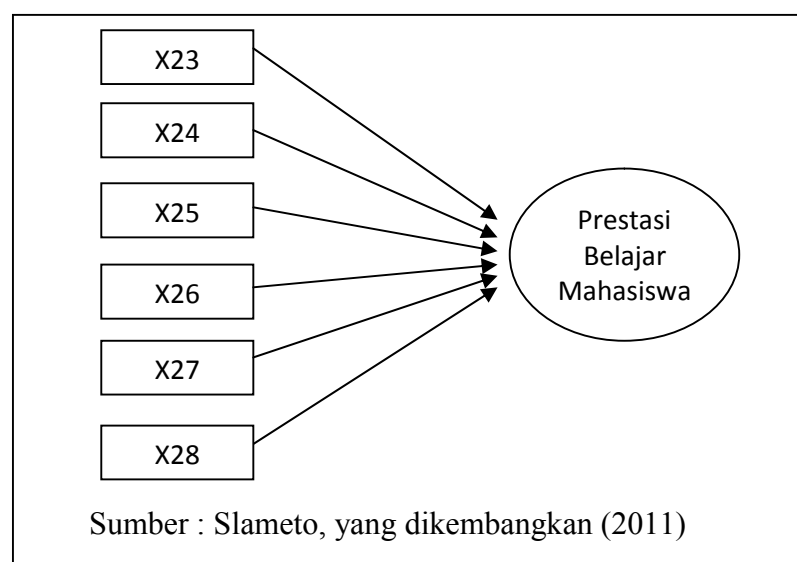 X23
X24
X25
X26
X27
X28
Prestasi
Belajar
Mahasiswa
Sumber : Slameto, yang dikembangkan (2011)